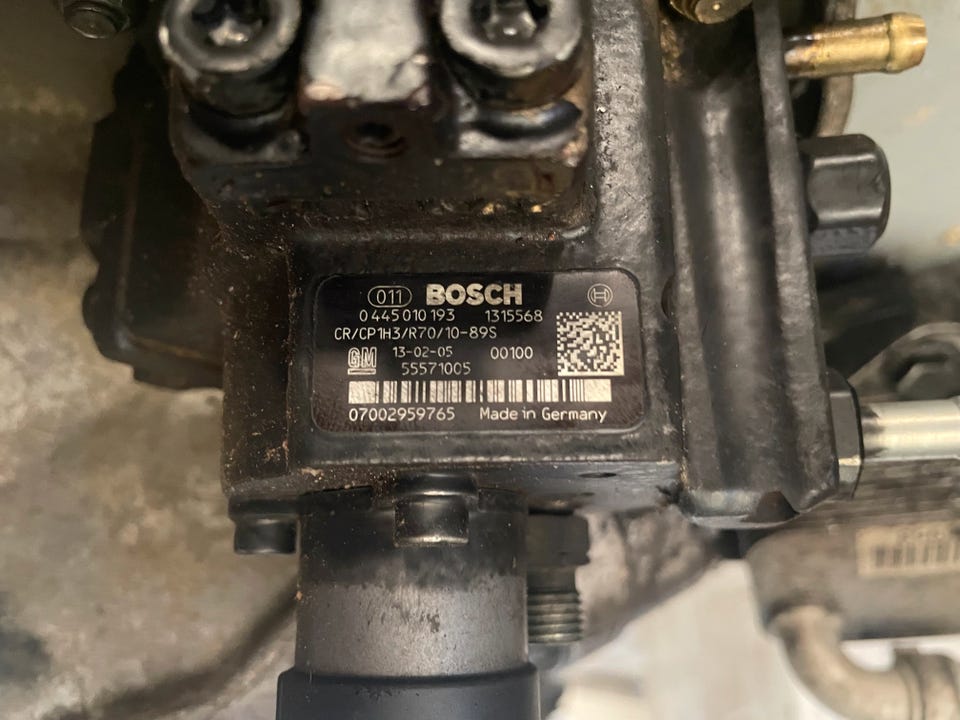 011 BOSCH
0 445 010 193 1315568
CR/CP1H3/R70/10-89S
GM 13-02-05 00100
55571005
07002959765 Made in Germany